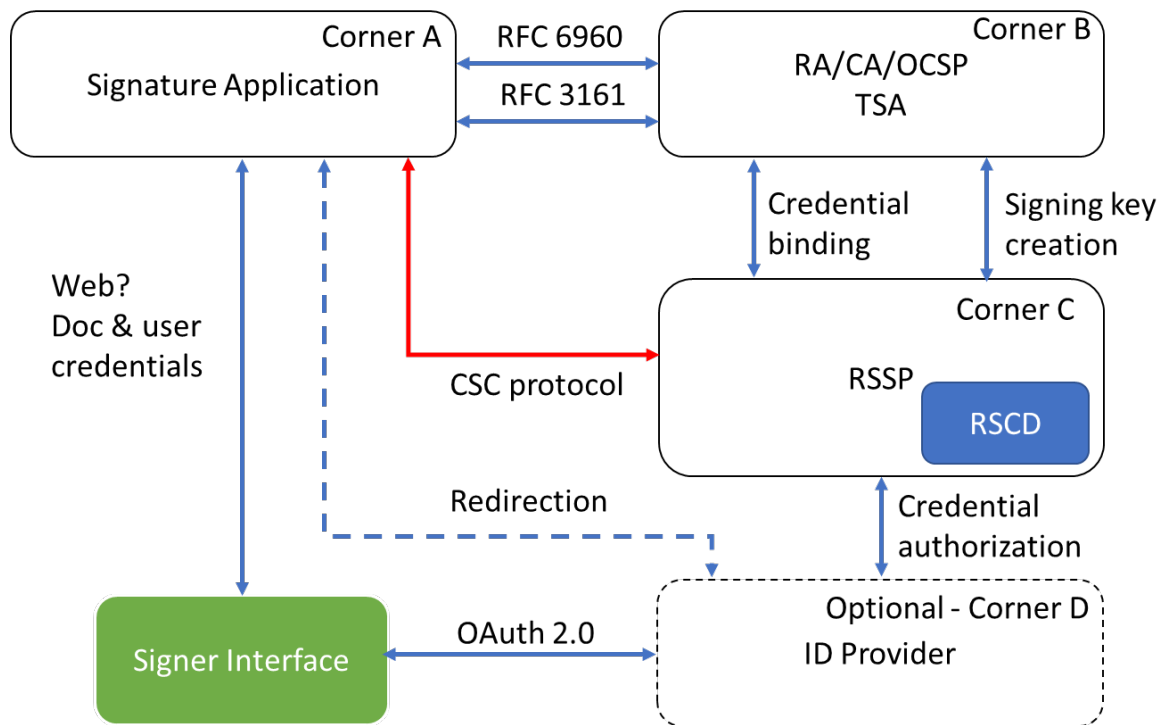 Corner A
Signature Application
RFC 6960
RFC 3161
Corner B
RA/CA/OCSP
TSA
Credential
binding
Signing key
creation
Web?
Doc & user
credentials
CSC protocol
Corner C
RSSP
RSCD
Redirection
Credential
authorization
Signer Interface
OAuth 2.0
Optional - Corner D
ID Provider